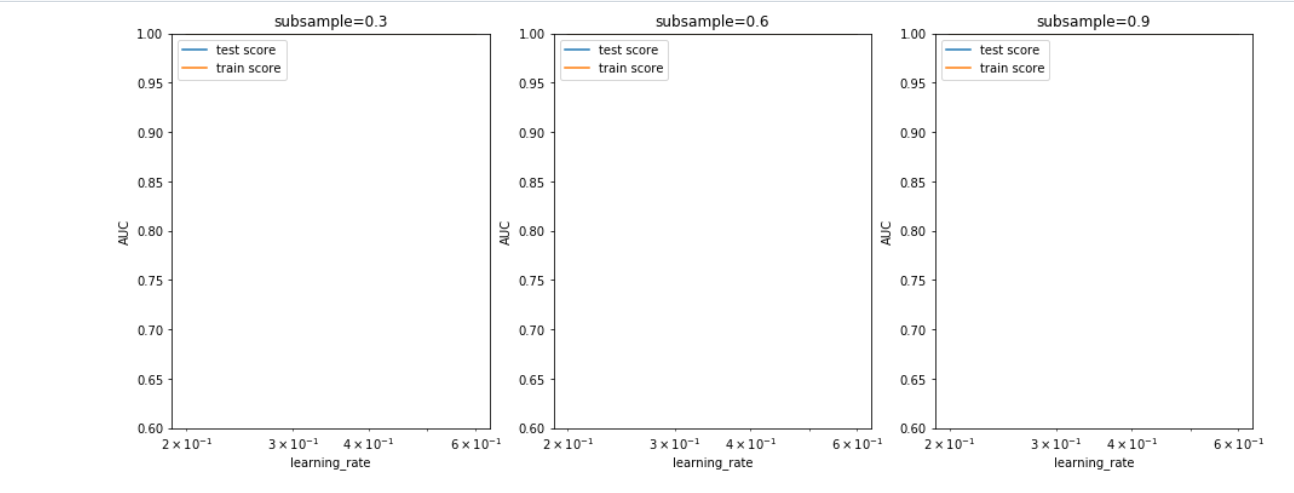 subsample=0.3
1.00
test score
train score
0.95
0.90
0.85
0.80
0.75
0.70
0.65
0.60
AUC
2 × 10⁻¹ 3 × 10⁻¹ 4 × 10⁻¹ 6 × 10⁻¹
learning_rate
subsample=0.6
1.00
test score
train score
0.95
0.90
0.85
0.80
0.75
0.70
0.65
0.60
AUC
2 × 10⁻¹ 3 × 10⁻¹ 4 × 10⁻¹ 6 × 10⁻¹
learning_rate
subsample=0.9
1.00
test score
train score
0.95
0.90
0.85
0.80
0.75
0.70
0.65
0.60
AUC
2 × 10⁻¹ 3 × 10⁻¹ 4 × 10⁻¹ 6 × 10⁻¹
learning_rate